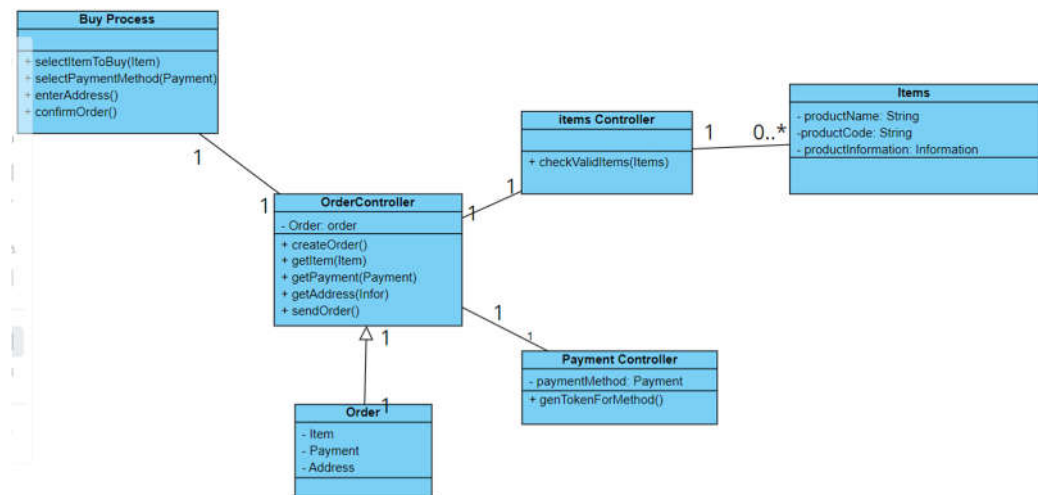 Buy Process
+ selectItemToBuy(Item)
+ selectPaymentMethod(Payment)
+ enterAddress()
+ confirmOrder()
1
1
OrderController
- Order: order
+ createOrder()
+ getItem(Item)
+ getPayment(Payment)
+ getAddress(Infor)
+ sendOrder()
1
1
items Controller
+ checkValidItems(Items)
1
0..*
Items
- productName: String
-productCode: String
- productInformation: Information
1
1
Payment Controller
- paymentMethod: Payment
+ genTokenForMethod()
1
1
Order
- Item
- Payment
- Address